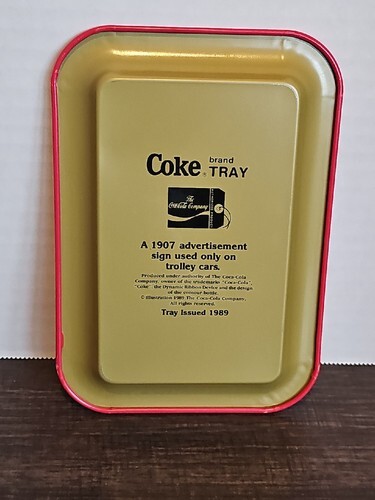 Coke® brand
TRAY
The
Coca-Cola Company
A 1907 advertisement
sign used only on
trolley cars.
Produced under authority of The Coca-Cola
Company, owner of the trademarks "Coca-Cola",
"Coke", the Dynamic Ribbon Device and the design
of the contour bottle.
© Illustration 1989 The Coca-Cola Company.
All rights reserved.
Tray Issued 1989